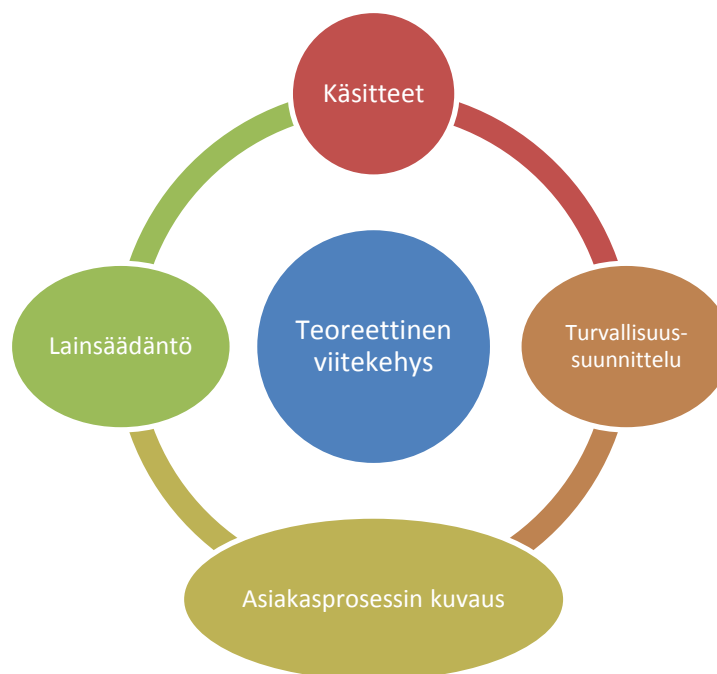 Käsitteet
Lainsäädäntö
Teoreettinen
viitekehys
Turvallisuus-
suunnittelu
Asiakasprosessin kuvaus